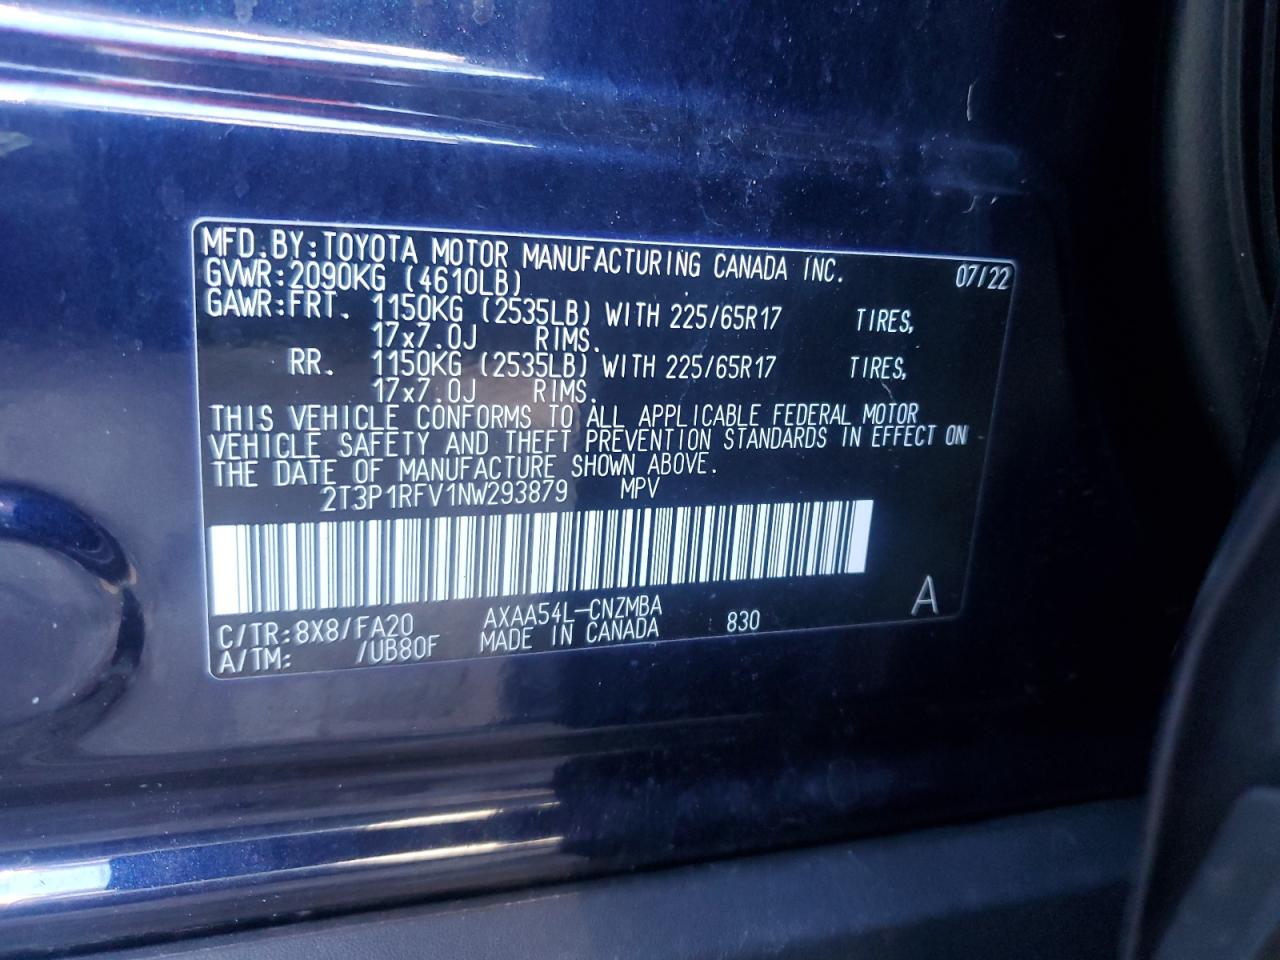 MFD.BY:TOYOTA MOTOR MANUFACTURING CANADA INC. 07/22
GVWR:2090KG (4610LB)
GAWR:FRT. 1150KG (2535LB) WITH 225/65R17 TIRES,
17x7.0J RIMS.
RR. 1150KG (2535LB) WITH 225/65R17 TIRES,
17x7.0J RIMS.
THIS VEHICLE CONFORMS TO ALL APPLICABLE FEDERAL MOTOR
VEHICLE SAFETY AND THEFT PREVENTION STANDARDS IN EFFECT ON
THE DATE OF MANUFACTURE SHOWN ABOVE.
2T3P1RFV1NW293879 MPV
C/TR:8X8/FA20 AXAA54L-CNZMBA 830 A
A/TM: /UB80F MADE IN CANADA